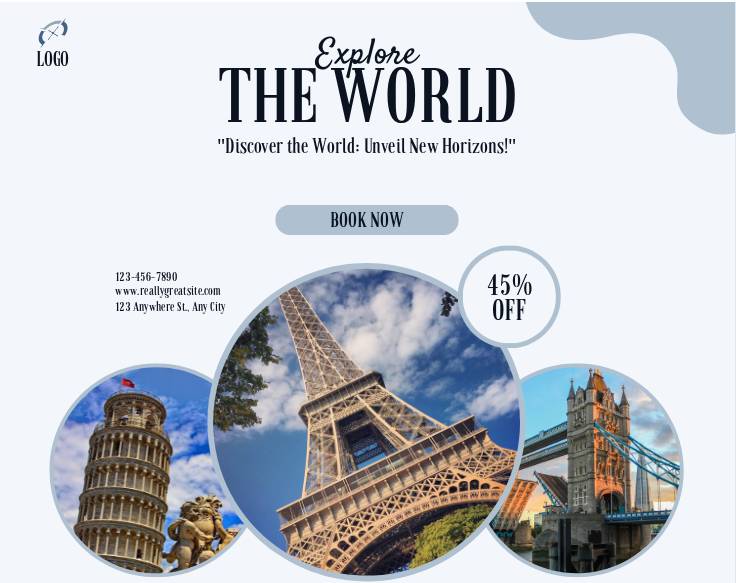 LOGO
Explore
THE WORLD
"Discover the World: Unveil New Horizons!"
BOOK NOW
123-456-7890
www.reallygreatsite.com
123 Anywhere St., Any City
45%
OFF